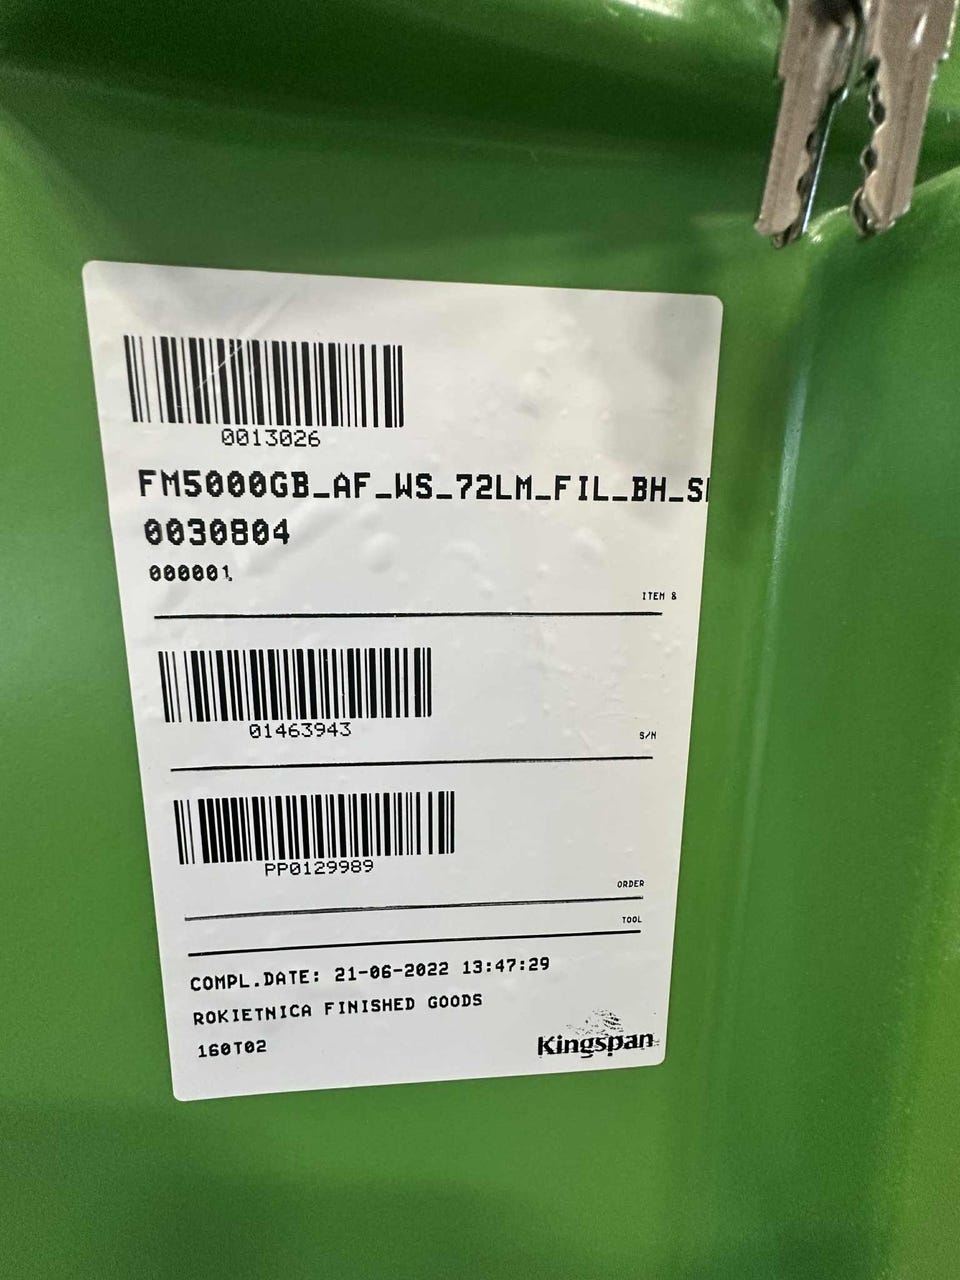 0013026
FM5000GB_AF_WS_72LM_FIL_BH_S
0030804
000001
ITEM &
01463943
S/N
PP0129989
ORDER
TOOL
COMPL.DATE: 21-06-2022 13:47:29
ROKIETNICA FINISHED GOODS
160T02
Kingspan